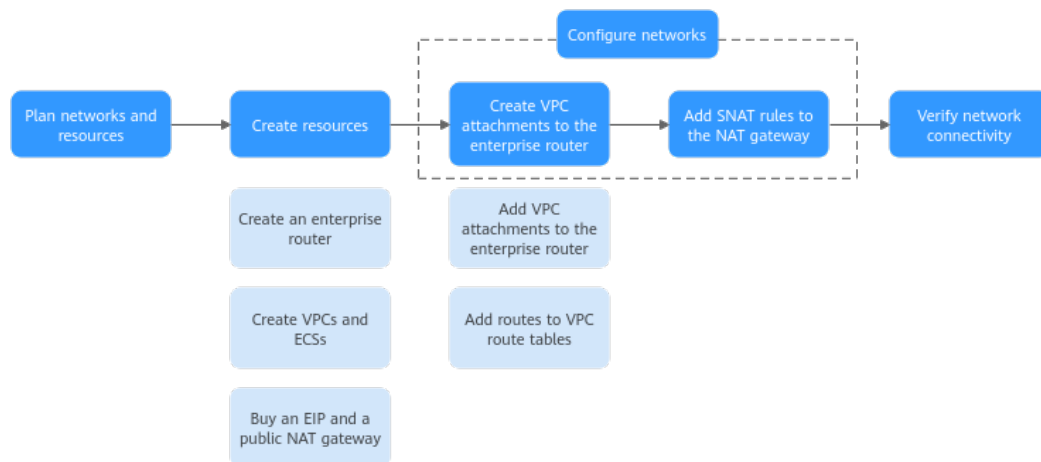 Configure networks
Plan networks and
resources
Create resources
Create VPC
attachments to the
enterprise router
Add SNAT rules to
the NAT gateway
Verify network
connectivity
Create an enterprise
router
Add VPC
attachments to the
enterprise router
Create VPCs and
ECSs
Add routes to VPC
route tables
Buy an EIP and a
public NAT gateway